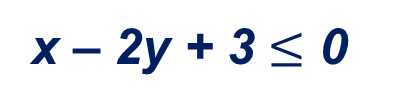 x – 2y + 3 ≤ 0